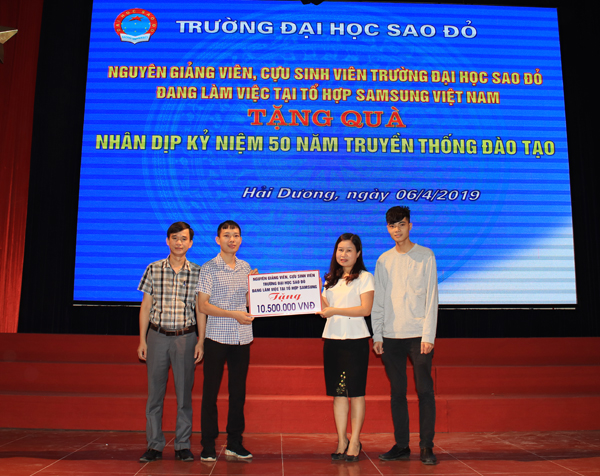 TRƯỜNG ĐẠI HỌC SAO ĐỎ
NGUYÊN GIẢNG VIÊN, CỰU SINH VIÊN TRƯỜNG ĐẠI HỌC SAO ĐỎ
ĐANG LÀM VIỆC TẠI TỔ HỢP SAMSUNG VIỆT NAM
TẶNG QUÀ
NHÂN DỊP KỶ NIỆM 50 NĂM TRUYỀN THỐNG ĐÀO TẠO
Hải Dương, ngày 06/4/2019
NGUYÊN GIẢNG VIÊN, CỰU SINH VIÊN
TRƯỜNG ĐẠI HỌC SAO ĐỎ
ĐANG LÀM VIỆC TẠI TỔ HỢP SAMSUNG
Tặng
10.500.000 VNĐ